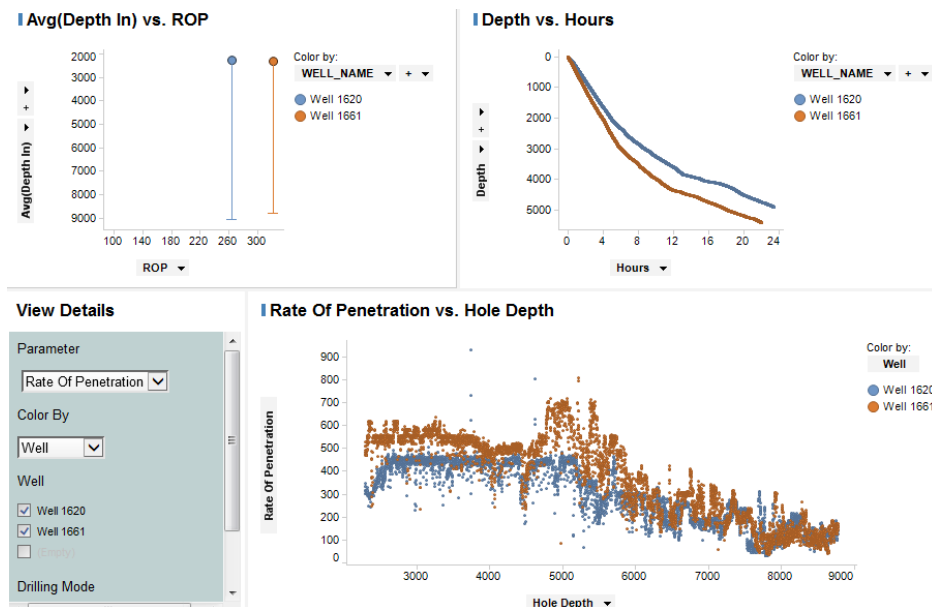 Avg(Depth In) vs. ROP
2000
3000
4000
5000
6000
7000
8000
9000
Avg(Depth In)
+
100 140 180 220 260 300
ROP
Color by:
WELL_NAME +
Well 1620
Well 1661
Depth vs. Hours
0
1000
2000
3000
4000
5000
Depth
+
0 4 8 12 16 20 24
Hours
Color by:
WELL_NAME +
Well 1620
Well 1661
View Details
Parameter
Rate Of Penetration
Color By
Well
Well
Well 1620
Well 1661
(Empty)
Drilling Mode
Rate Of Penetration vs. Hole Depth
900
800
700
600
500
400
300
200
100
0
Rate Of Penetration
3000 4000 5000 6000 7000 8000 9000
Hole Depth
Color by:
Well
Well 1620
Well 1661